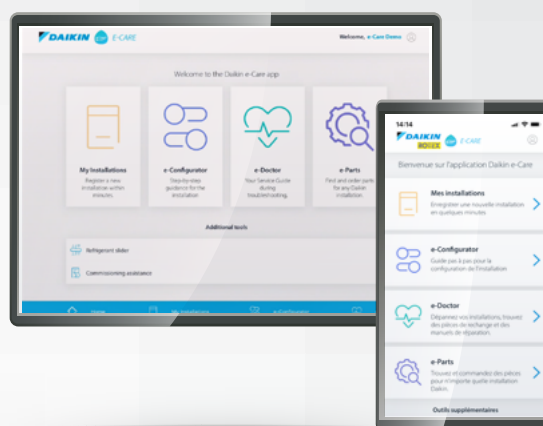 DAIKIN E-CARE
Welcome, e-Care Demo
Welcome to the Daikin e-Care app
My Installations
Register a new
installation within
minutes.
e-Configurator
Step-by-step
guidance for the
installation
e-Doctor
Your Service Guide
during
troubleshooting.
e-Parts
Find and order parts
for any Daikin
installation.
Additional tools
Refrigerant slider
Commissioning assistance
Home
My Installations
e-Configurator
14:14
DAIKIN E-CARE
ROTEX
Bienvenue sur l'application Daikin e-Care
Mes installations
Enregistrer une nouvelle installation
en quelques minutes
e-Configurator
Guide pas à pas pour la
configuration de l'installation
e-Doctor
Dépannez vos installations, trouvez
des pièces de rechange et des
manuels de réparation.
e-Parts
Trouvez et commandez des pièces
pour n'importe quelle installation
Daikin.
Outils supplémentaires